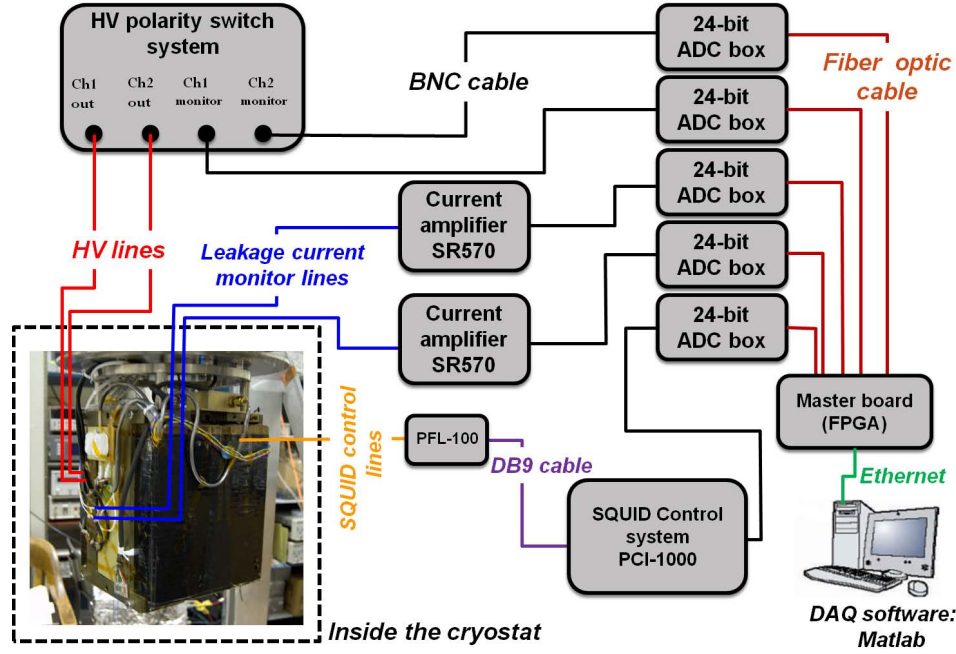 HV polarity switch
system
Ch1
out
Ch2
out
Ch1
monitor
Ch2
monitor
BNC cable
24-bit
ADC box
Fiber optic
cable
24-bit
ADC box
24-bit
ADC box
24-bit
ADC box
24-bit
ADC box
HV lines
Leakage current
monitor lines
Current
amplifier
SR570
Current
amplifier
SR570
Master board
(FPGA)
SQUID control
lines
PFL-100
DB9 cable
Ethernet
SQUID Control
system
PCI-1000
DAQ software:
Matlab
Inside the cryostat